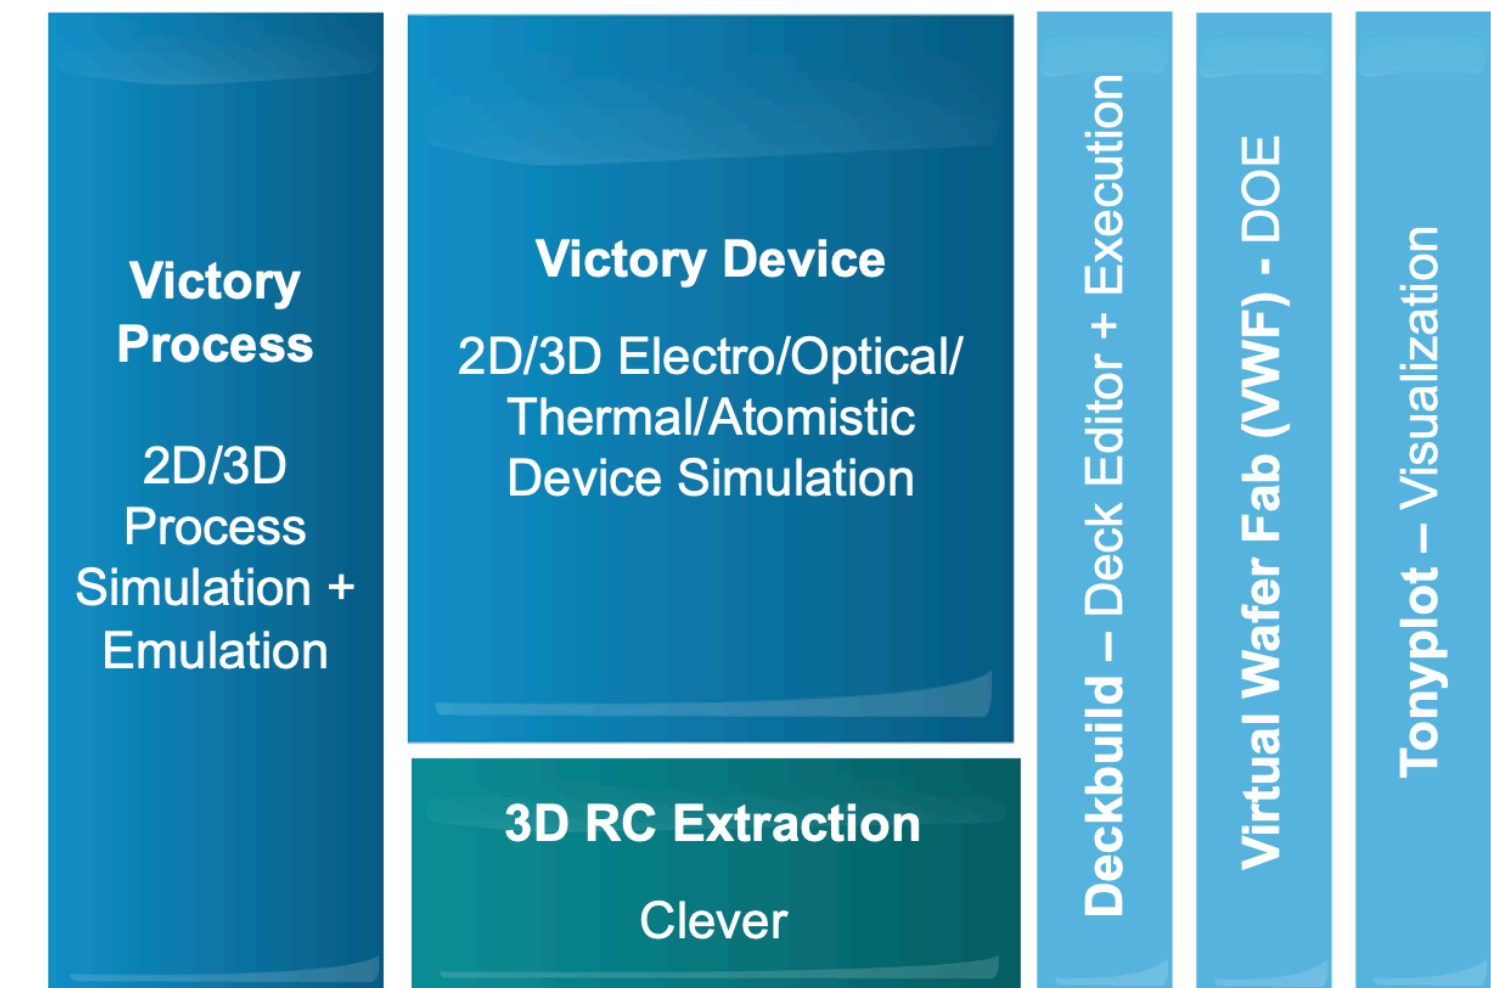 Victory
Process
2D/3D
Process
Simulation +
Emulation
Victory Device
2D/3D Electro/Optical/
Thermal/Atomistic
Device Simulation
3D RC Extraction
Clever
Deckbuild – Deck Editor + Execution
Virtual Wafer Fab (VWF) - DOE
Tonyplot – Visualization